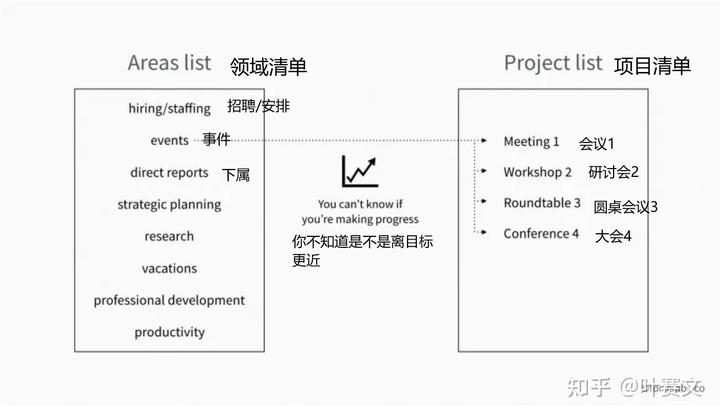 Areas list 领域清单
Project list 项目清单
hiring/staffing 招聘/安排
events 事件
direct reports 下属
strategic planning
research
vacations
professional development
productivity
You can't know if
you're making progress
你不知道是不是离目标
更近
Meeting 1 会议1
Workshop 2 研讨会2
Roundtable 3 圆桌会议3
Conference 4 大会4
知乎 @叶赛文